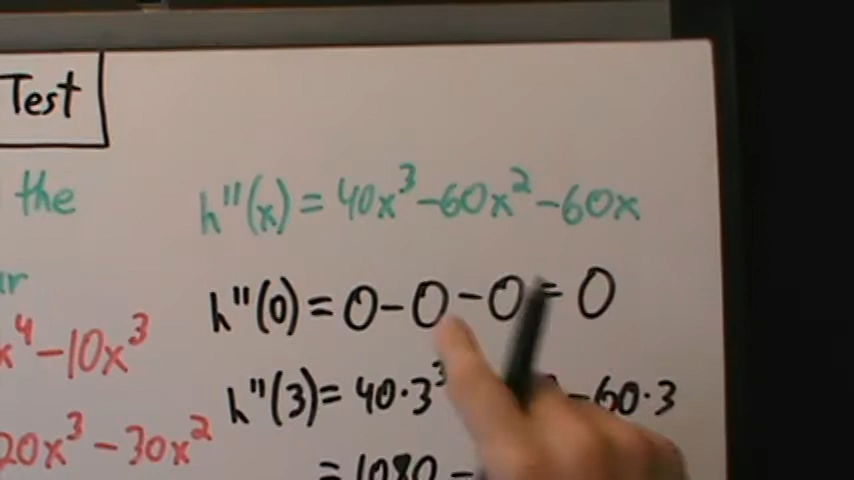 Test
h''(x) = 40x³ - 60x² - 60x
the
h''(0) = 0 - 0 - 0 = 0
x⁴ - 10x³
h''(3) = 40·3³ - 60·3
20x³ - 30x²
= 1080 -